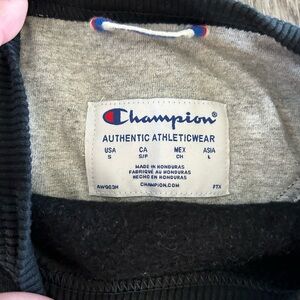 Champion
AUTHENTIC ATHLETICWEAR
USA CA MEX ASIA
S S/P CH L
MADE IN HONDURAS
FABRIQUÉ AU HONDURAS
HECHO EN HONDURAS
CHAMPION.COM
FTX